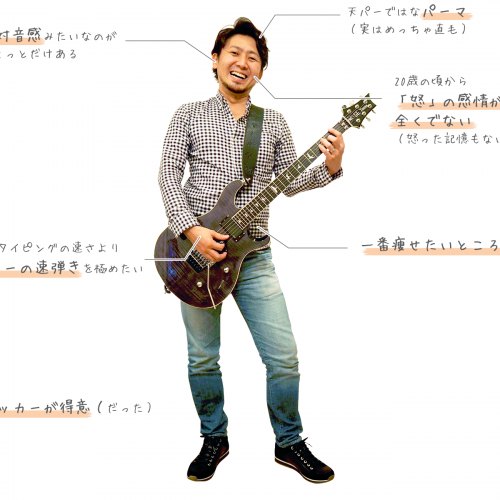 天パーではなパーマ
(実はめっちゃ直毛)
対音感みたいなのが
っとだけある
20歳の頃から
「怒」の感情が
全くでない
(怒った記憶もない
タイピングの速さより
ーの速弾きを極めたい
一番痩せたいところ
ッカーが得意(だった)